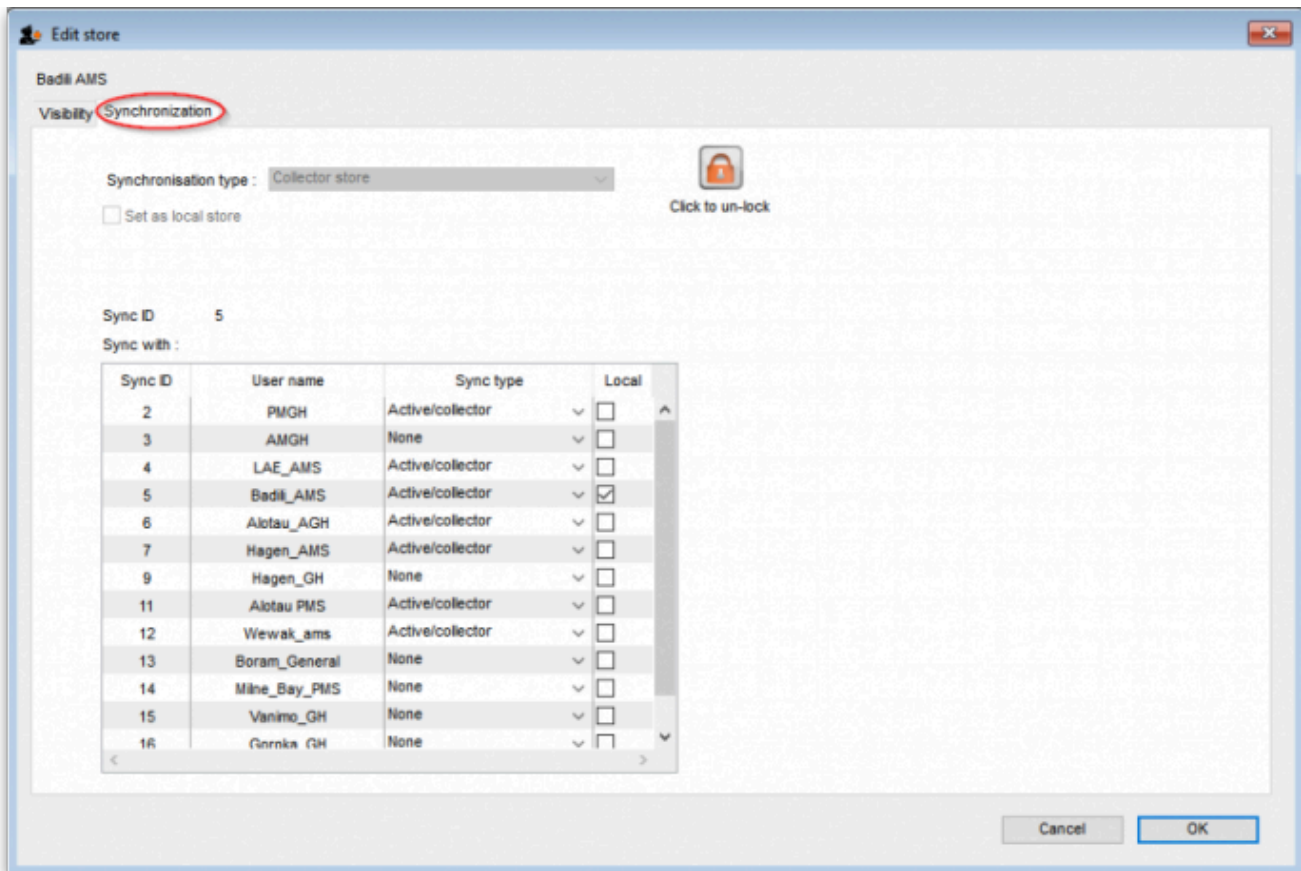 Edit store
Badili AMS
Visibility Synchronization
Synchronisation type : Collector store
Click to un-lock
Set as local store
Sync ID 5
Sync with :
Sync ID User name Sync type Local
2 PMGH Active/collector
3 AMGH None
4 LAE_AMS Active/collector
5 Badili_AMS Active/collector
6 Alotau_AGH Active/collector
7 Hagen_AMS Active/collector
9 Hagen_GH None
11 Alotau PMS Active/collector
12 Wewak_ams Active/collector
13 Boram_General None
14 Milne_Bay_PMS None
15 Vanimo_GH None
16 Gornka_GH None
Cancel OK